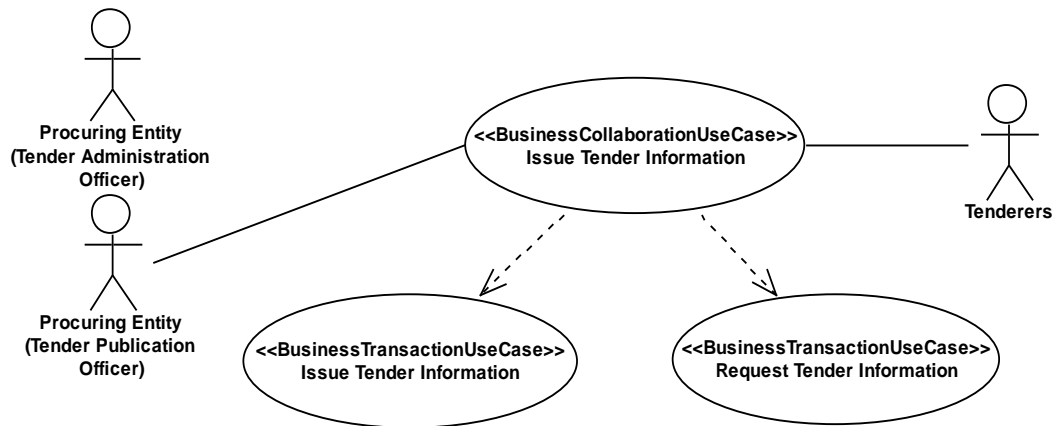 Procuring Entity
(Tender Administration
Officer)
<<BusinessCollaborationUseCase>>
Issue Tender Information
Tenderers
Procuring Entity
(Tender Publication
Officer)
<<BusinessTransactionUseCase>>
Issue Tender Information
<<BusinessTransactionUseCase>>
Request Tender Information